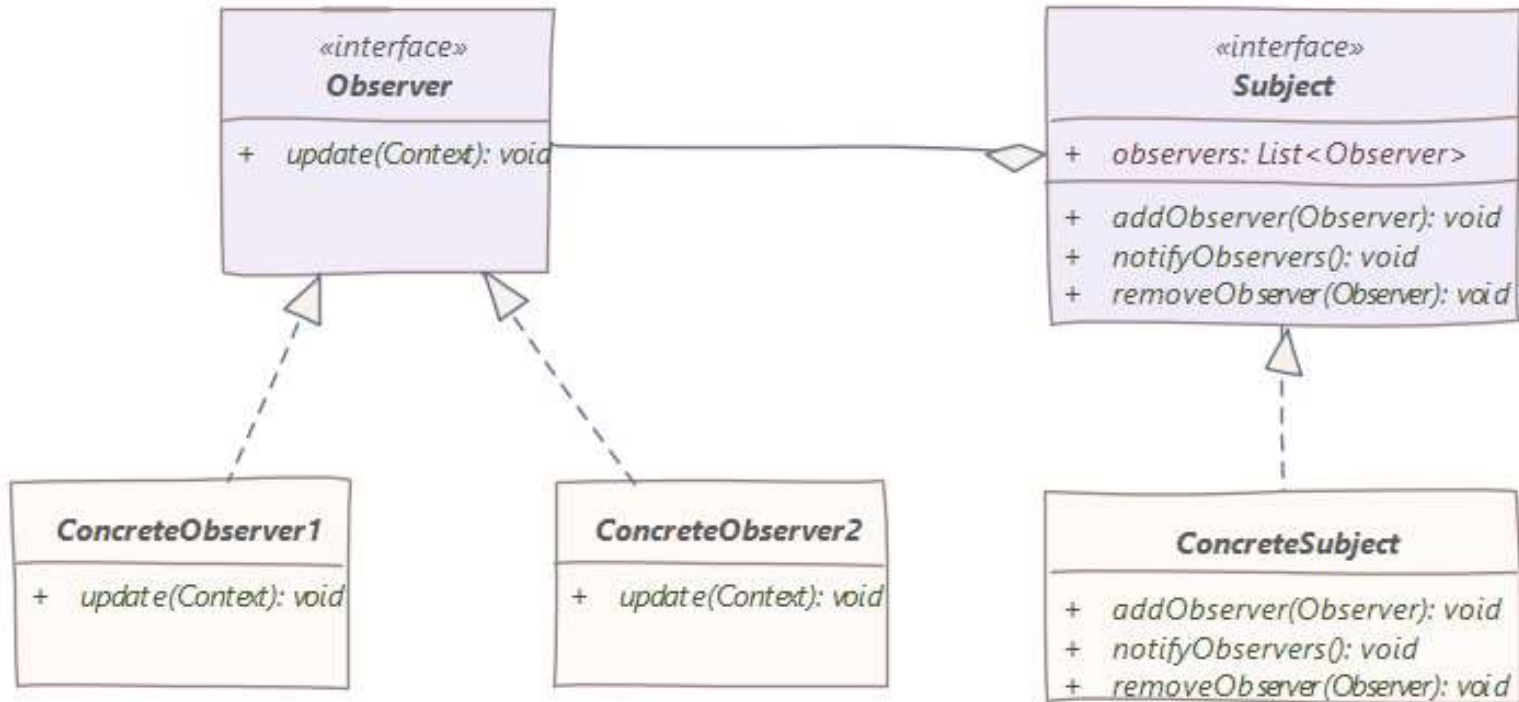 «interface»
Observer
+ update(Context): void
«interface»
Subject
+ observers: List<Observer>
+ addObserver(Observer): void
+ notifyObservers(): void
+ removeObserver(Observer): void
ConcreteObserver1
+ update(Context): void
ConcreteObserver2
+ update(Context): void
ConcreteSubject
+ addObserver(Observer): void
+ notifyObservers(): void
+ removeObserver(Observer): void